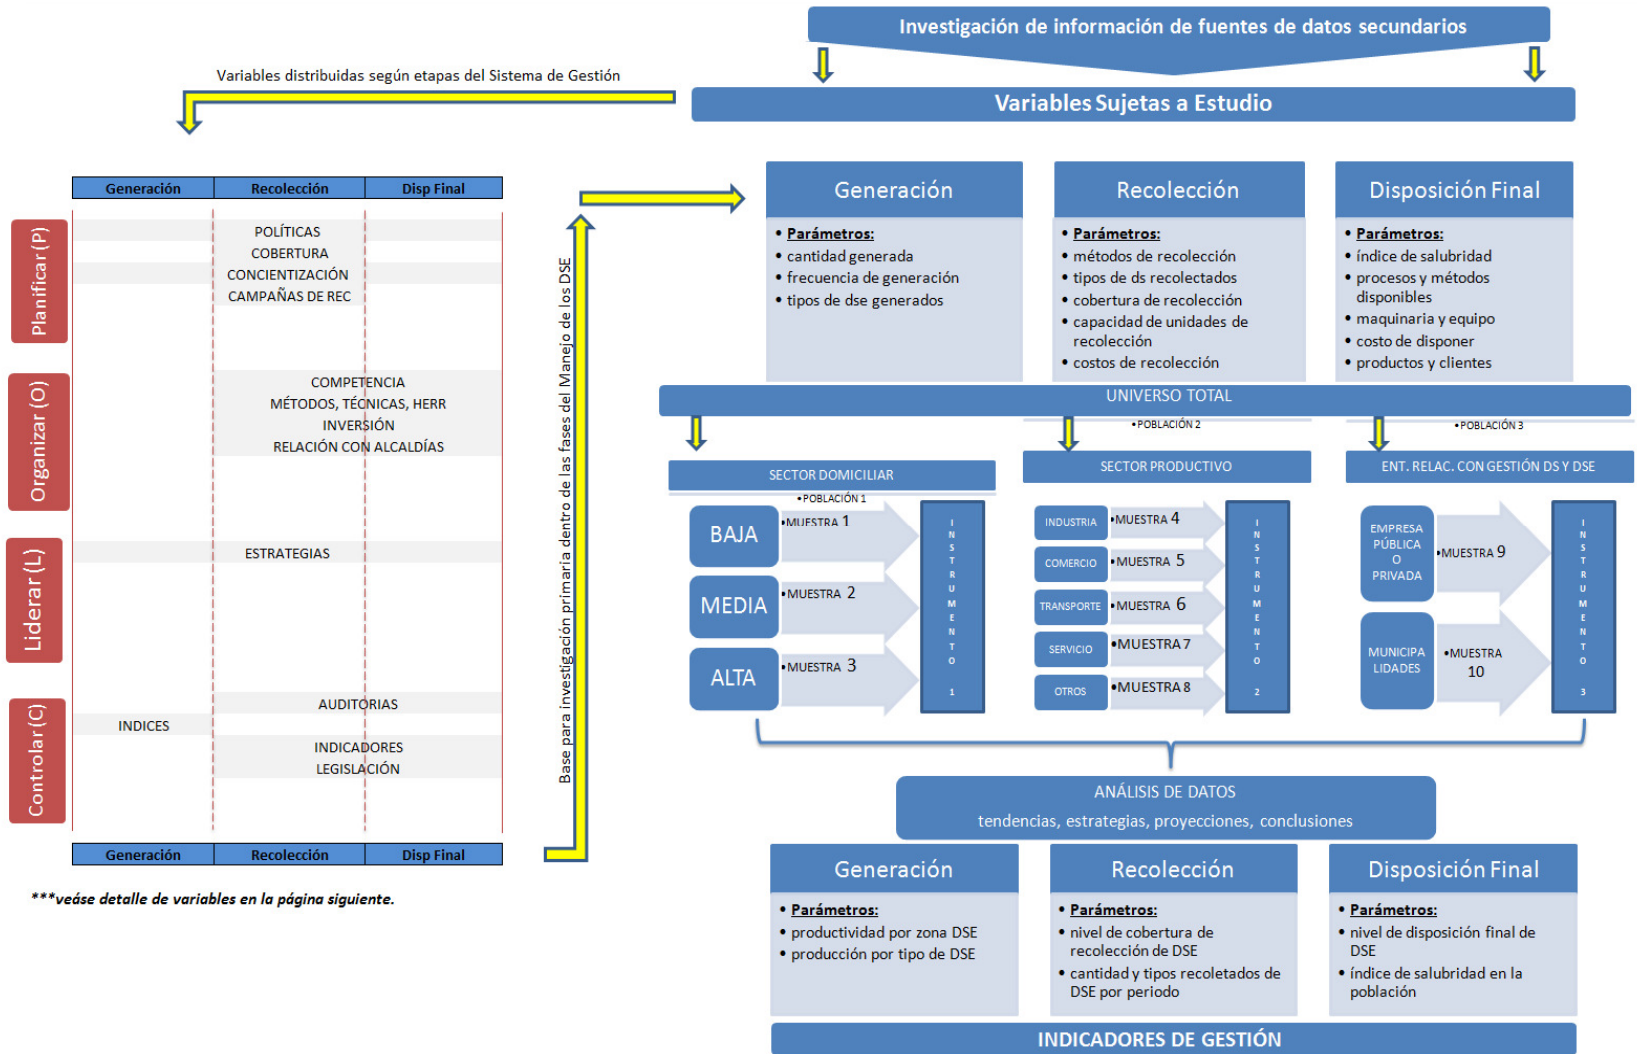 Investigación de información de fuentes de datos secundarios
Variables distribuidas según etapas del Sistema de Gestión
Variables Sujetas a Estudio
Generación
Recolección
Disp Final
Planificar (P)
POLÍTICAS
COBERTURA
CONCIENTIZACIÓN
CAMPAÑAS DE REC
Organizar (O)
COMPETENCIA
MÉTODOS, TÉCNICAS, HERR
INVERSIÓN
RELACIÓN CON ALCALDÍAS
Liderar (L)
ESTRATEGIAS
Controlar (C)
AUDITORIAS
INDICES
INDICADORES
LEGISLACIÓN
Generación
Recolección
Disp Final
***veáse detalle de variables en la página siguiente.
Base para investigación primaria dentro de las fases del Manejo de los DSE
Generación
• Parámetros:
• cantidad generada
• frecuencia de generación
• tipos de dse generados
Recolección
• Parámetros:
• métodos de recolección
• tipos de ds recolectados
• cobertura de recolección
• capacidad de unidades de
recolección
• costos de recolección
Disposición Final
• Parámetros:
• índice de salubridad
• procesos y métodos
disponibles
• maquinaria y equipo
• costo de disponer
• productos y clientes
UNIVERSO TOTAL
SECTOR DOMICILIAR
•POBLACIÓN 1
BAJA
•MUESTRA 1
MEDIA
•MUESTRA 2
ALTA
•MUESTRA 3
INSTRUMENTO 1
•POBLACIÓN 2
SECTOR PRODUCTIVO
INDUSTRIA
•MUESTRA 4
COMERCIO
•MUESTRA 5
TRANSPORTE
•MUESTRA 6
SERVICIO
•MUESTRA 7
OTROS
•MUESTRA 8
INSTRUMENTO 2
•POBLACIÓN 3
ENT. RELAC. CON GESTIÓN DS Y DSE
EMPRESA
PÚBLICA
O
PRIVADA
•MUESTRA 9
MUNICIPA
LIDADES
•MUESTRA
10
INSTRUMENTO 3
ANÁLISIS DE DATOS
tendencias, estrategias, proyecciones, conclusiones
Generación
• Parámetros:
• productividad por zona DSE
• producción por tipo de DSE
Recolección
• Parámetros:
• nivel de cobertura de
recolección de DSE
• cantidad y tipos recoletados de
DSE por periodo
Disposición Final
• Parámetros:
• nivel de disposición final de
DSE
• índice de salubridad en la
población
INDICADORES DE GESTIÓN